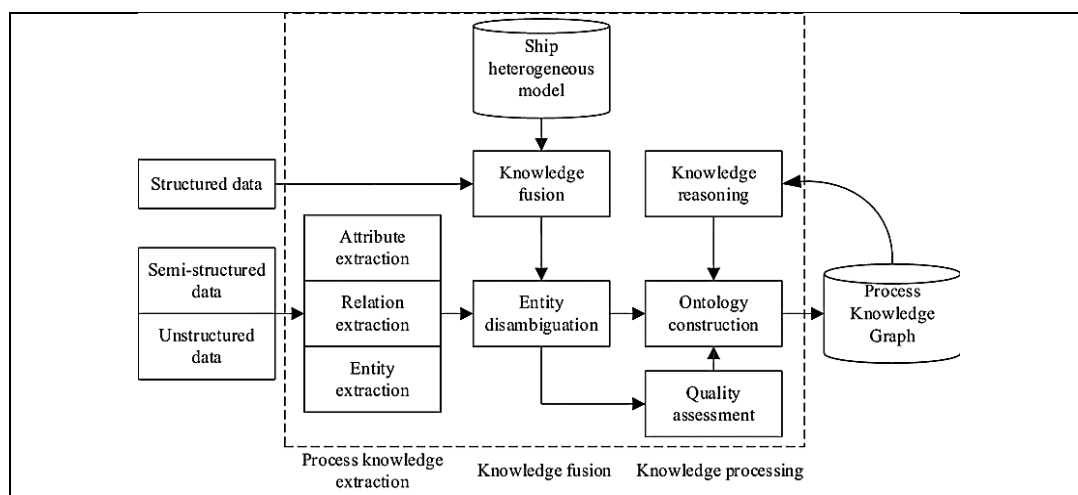 Ship
heterogeneous
model
Structured data
Knowledge
fusion
Knowledge
reasoning
Attribute
extraction
Semi-structured
data
Relation
extraction
Entity
disambiguation
Ontology
construction
Process
Knowledge
Graph
Unstructured
data
Entity
extraction
Quality
assessment
Process knowledge
extraction
Knowledge fusion
Knowledge processing